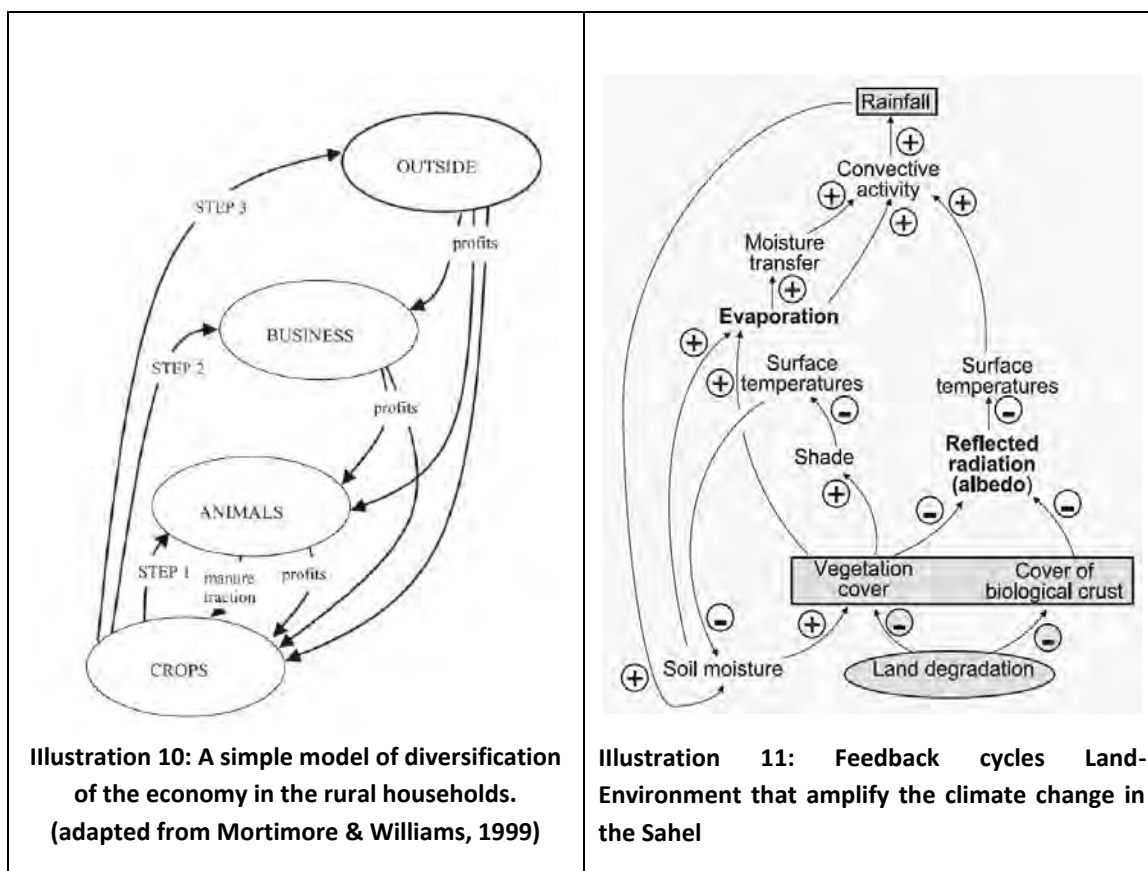 OUTSIDE
STEP 3
profits
BUSINESS
STEP 2
profits
ANIMALS
STEP 1
manure
traction
profits
CROPS
Illustration 10: A simple model of diversification
of the economy in the rural households.
(adapted from Mortimore & Williams, 1999)
Rainfall
+
Convective
activity
+
+
+
Moisture
transfer
+
Evaporation
+
+
Surface
temperatures
-
Shade
+
Surface
temperatures
-
Reflected
radiation
(albedo)
-
-
Vegetation
cover
Cover of
biological crust
-
+
-
-
+
Soil moisture
Land degradation
Illustration 11: Feedback cycles Land-
Environment that amplify the climate change in
the Sahel